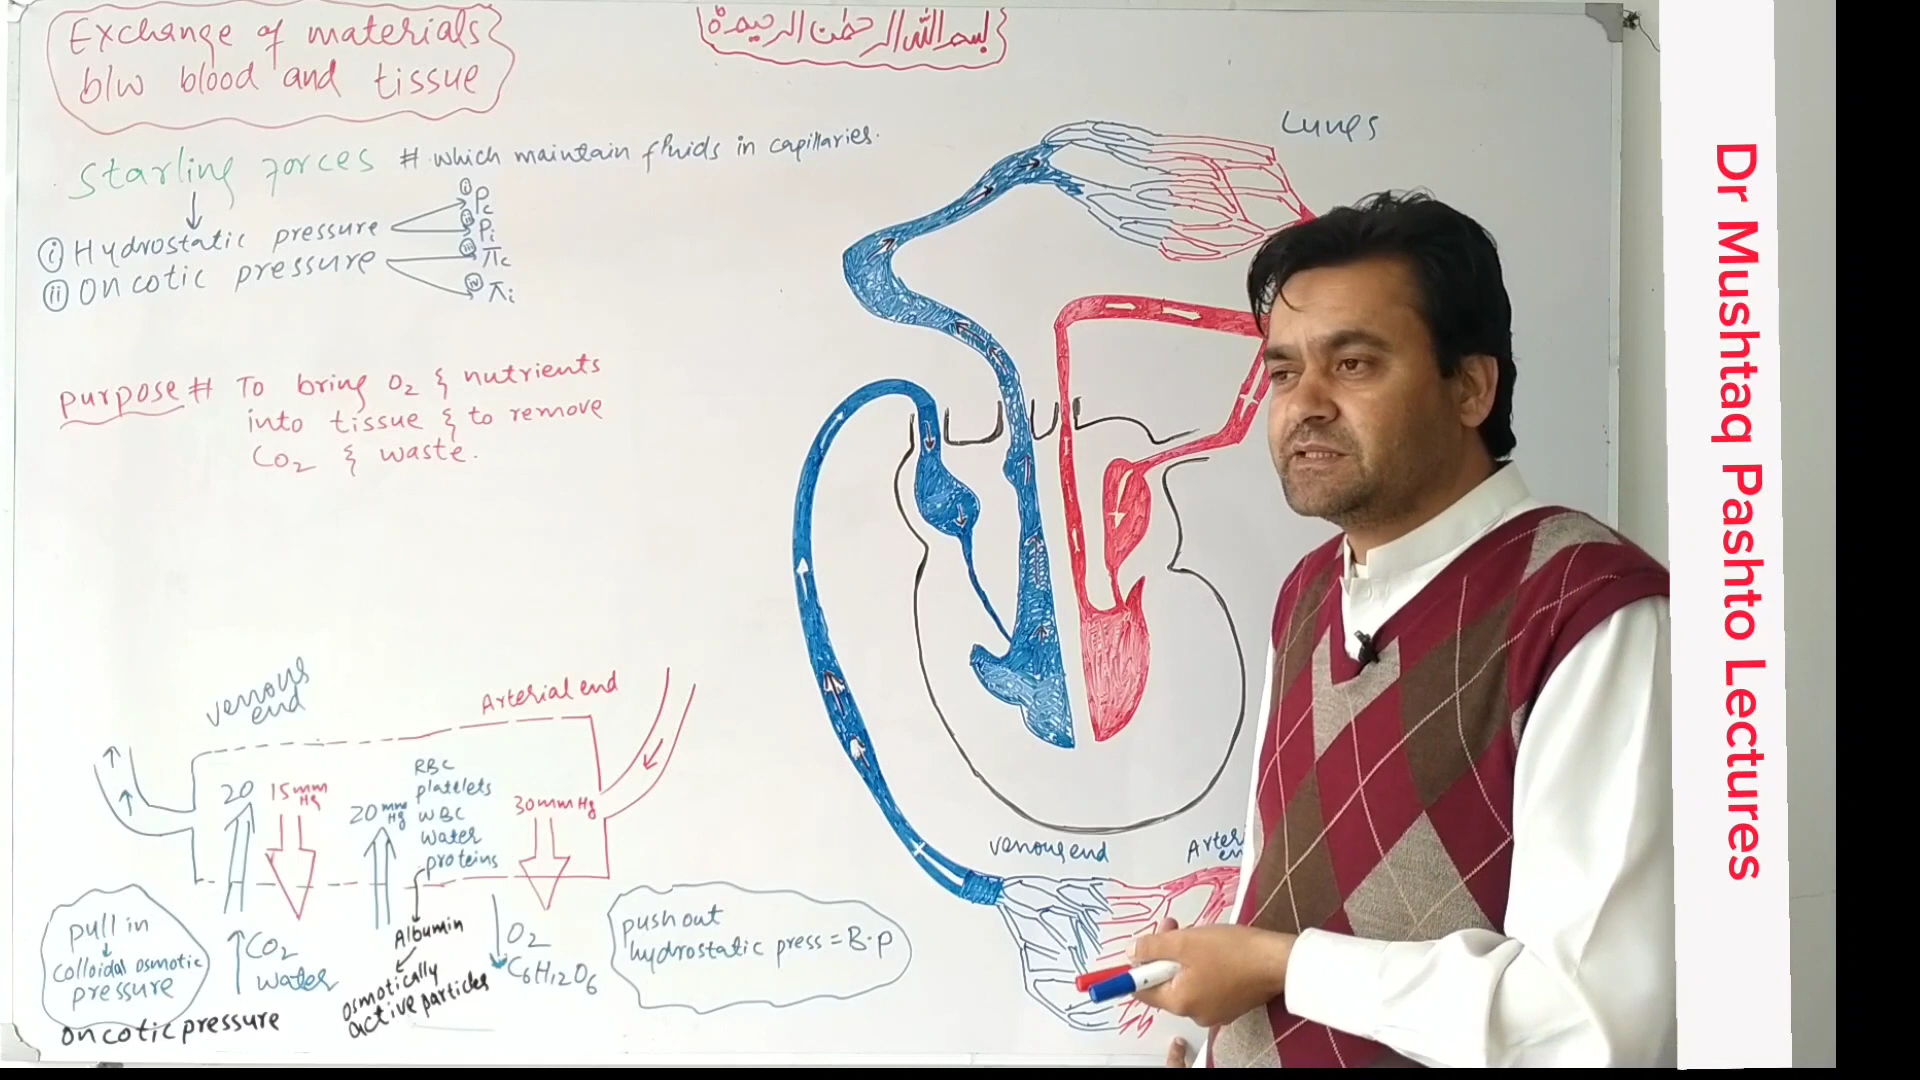 Exchange of materials
b/w blood and tissue
بسم الله الرحمٰن الرحيم
Starling forces # which maintain fluids in capillaries.
(i) Hydrostatic pressure
(ii) Oncotic pressure
(i) Pc
(ii) Pi
(iii) πc
(iv) πi
Purpose # To bring O2 & nutrients
into tissue & to remove
CO2 & waste.
Lungs
venous
end
Arterial end
20
15mm
Hg
20 mm
Hg
RBC
platelets
WBC
water
proteins
30mmHg
Albumin
osmotically
active particles
pull in
colloidal osmotic
pressure
oncotic pressure
CO2
water
O2
C6H12O6
push out
hydrostatic press = B.P
venous end
Arter
en
Dr Mushtaq Pashto Lectures